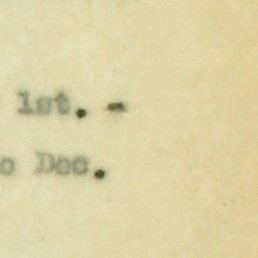 1st. -
o Dec.